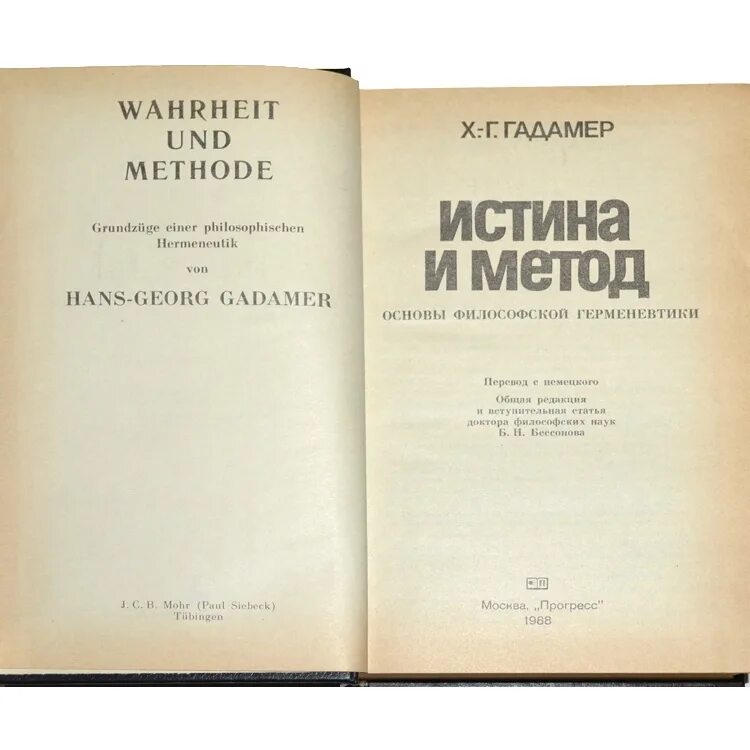 WAHRHEIT
UND
METHODE
Grundzüge einer philosophischen
Hermeneutik
von
HANS-GEORG GADAMER
J. C. B. Mohr (Paul Siebeck)
Tübingen
Х.-Г. ГАДАМЕР
ИСТИНА
И МЕТОД
ОСНОВЫ ФИЛОСОФСКОЙ ГЕРМЕНЕВТИКИ
Перевод с немецкого
Общая редакция
и вступительная статья
доктора философских наук
Б. Н. Бессонова
Москва, „Прогресс"
1988